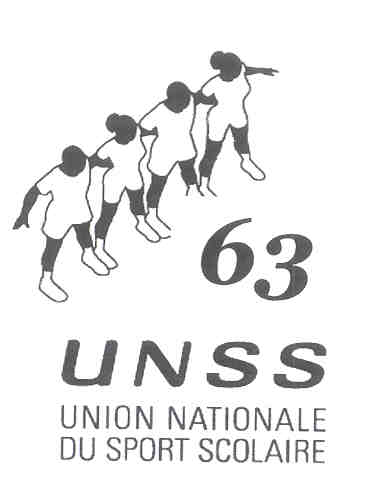 63
UNSS
UNION NATIONALE
DU SPORT SCOLAIRE